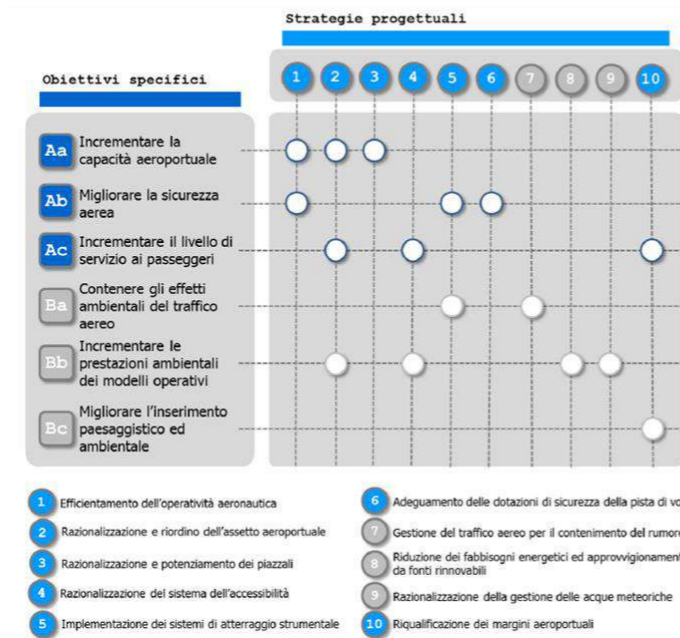 Strategie progettuali
Obiettivi specifici
1 2 3 4 5 6 7 8 9 10
Aa Incrementare la
capacità aeroportuale
Ab Migliorare la sicurezza
aerea
Ac Incrementare il livello di
servizio ai passeggeri
Ba Contenere gli effetti
ambientali del traffico
aereo
Bb Incrementare le
prestazioni ambientali
dei modelli operativi
Bc Migliorare l'inserimento
paesaggistico ed
ambientale
1 Efficientamento dell'operatività aeronautica
2 Razionalizzazione e riordino dell'assetto aeroportuale
3 Razionalizzazione e potenziamento dei piazzali
4 Razionalizzazione del sistema dell'accessibilità
5 Implementazione dei sistemi di atterraggio strumentale
6 Adeguamento delle dotazioni di sicurezza della pista di vo
7 Gestione del traffico aereo per il contenimento del rumore
8 Riduzione dei fabbisogni energetici ed approvvigionament
da fonti rinnovabili
9 Razionalizzazione della gestione delle acque meteoriche
10 Riqualificazione dei margini aeroportuali